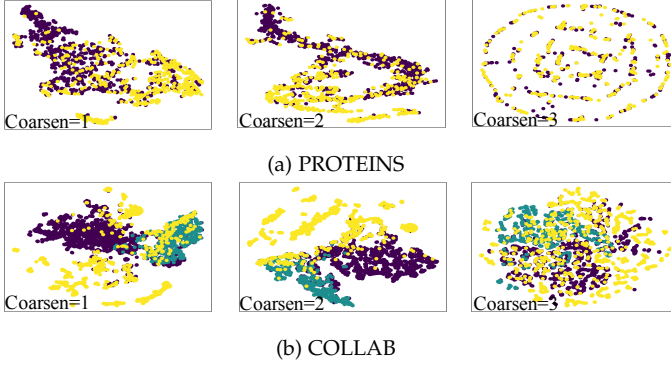 Coarsen=1
Coarsen=2
Coarsen=3
(a) PROTEINS
Coarsen=1
Coarsen=2
Coarsen=3
(b) COLLAB